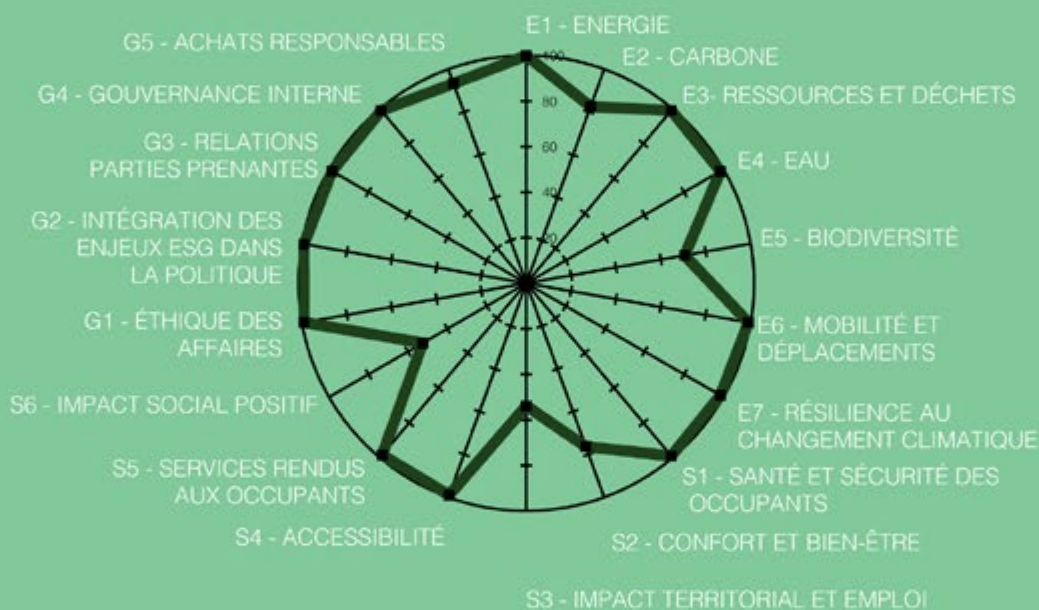 E1 - ENERGIE
E2 - CARBONE
E3- RESSOURCES ET DÉCHETS
E4 - EAU
E5 - BIODIVERSITÉ
E6 - MOBILITÉ ET
DÉPLACEMENTS
E7 - RÉSILIENCE AU
CHANGEMENT CLIMATIQUE
S1 - SANTÉ ET SÉCURITÉ DES
OCCUPANTS
S2 - CONFORT ET BIEN-ÊTRE
S3 - IMPACT TERRITORIAL ET EMPLOI
S4 - ACCESSIBILITÉ
S5 - SERVICES RENDUS
AUX OCCUPANTS
S6 - IMPACT SOCIAL POSITIF
G1 - ÉTHIQUE DES
AFFAIRES
G2 - INTÉGRATION DES
ENJEUX ESG DANS
LA POLITIQUE
G3 - RELATIONS
PARTIES PRENANTES
G4 - GOUVERNANCE INTERNE
G5 - ACHATS RESPONSABLES
100
80
60
40
20